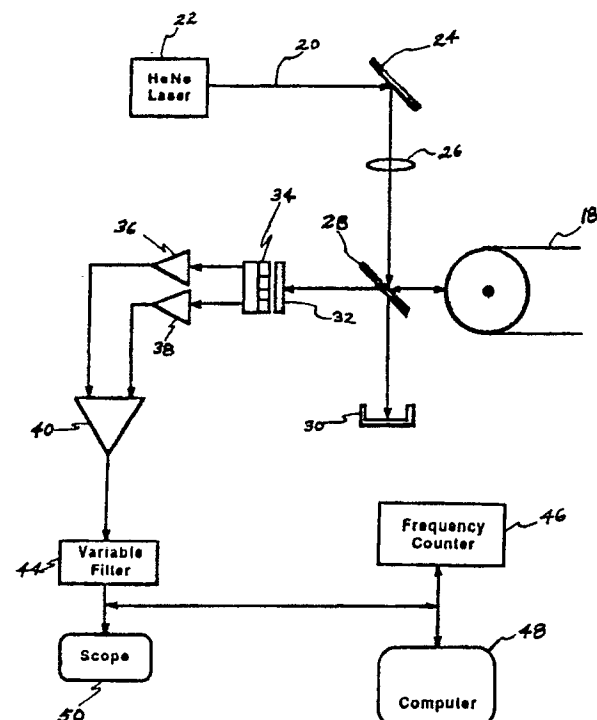 22
HeNe
Laser
20
24
26
34
36
28
18
38
32
40
30
Frequency
Counter
46
Variable
Filter
44
48
Scope
Computer
50